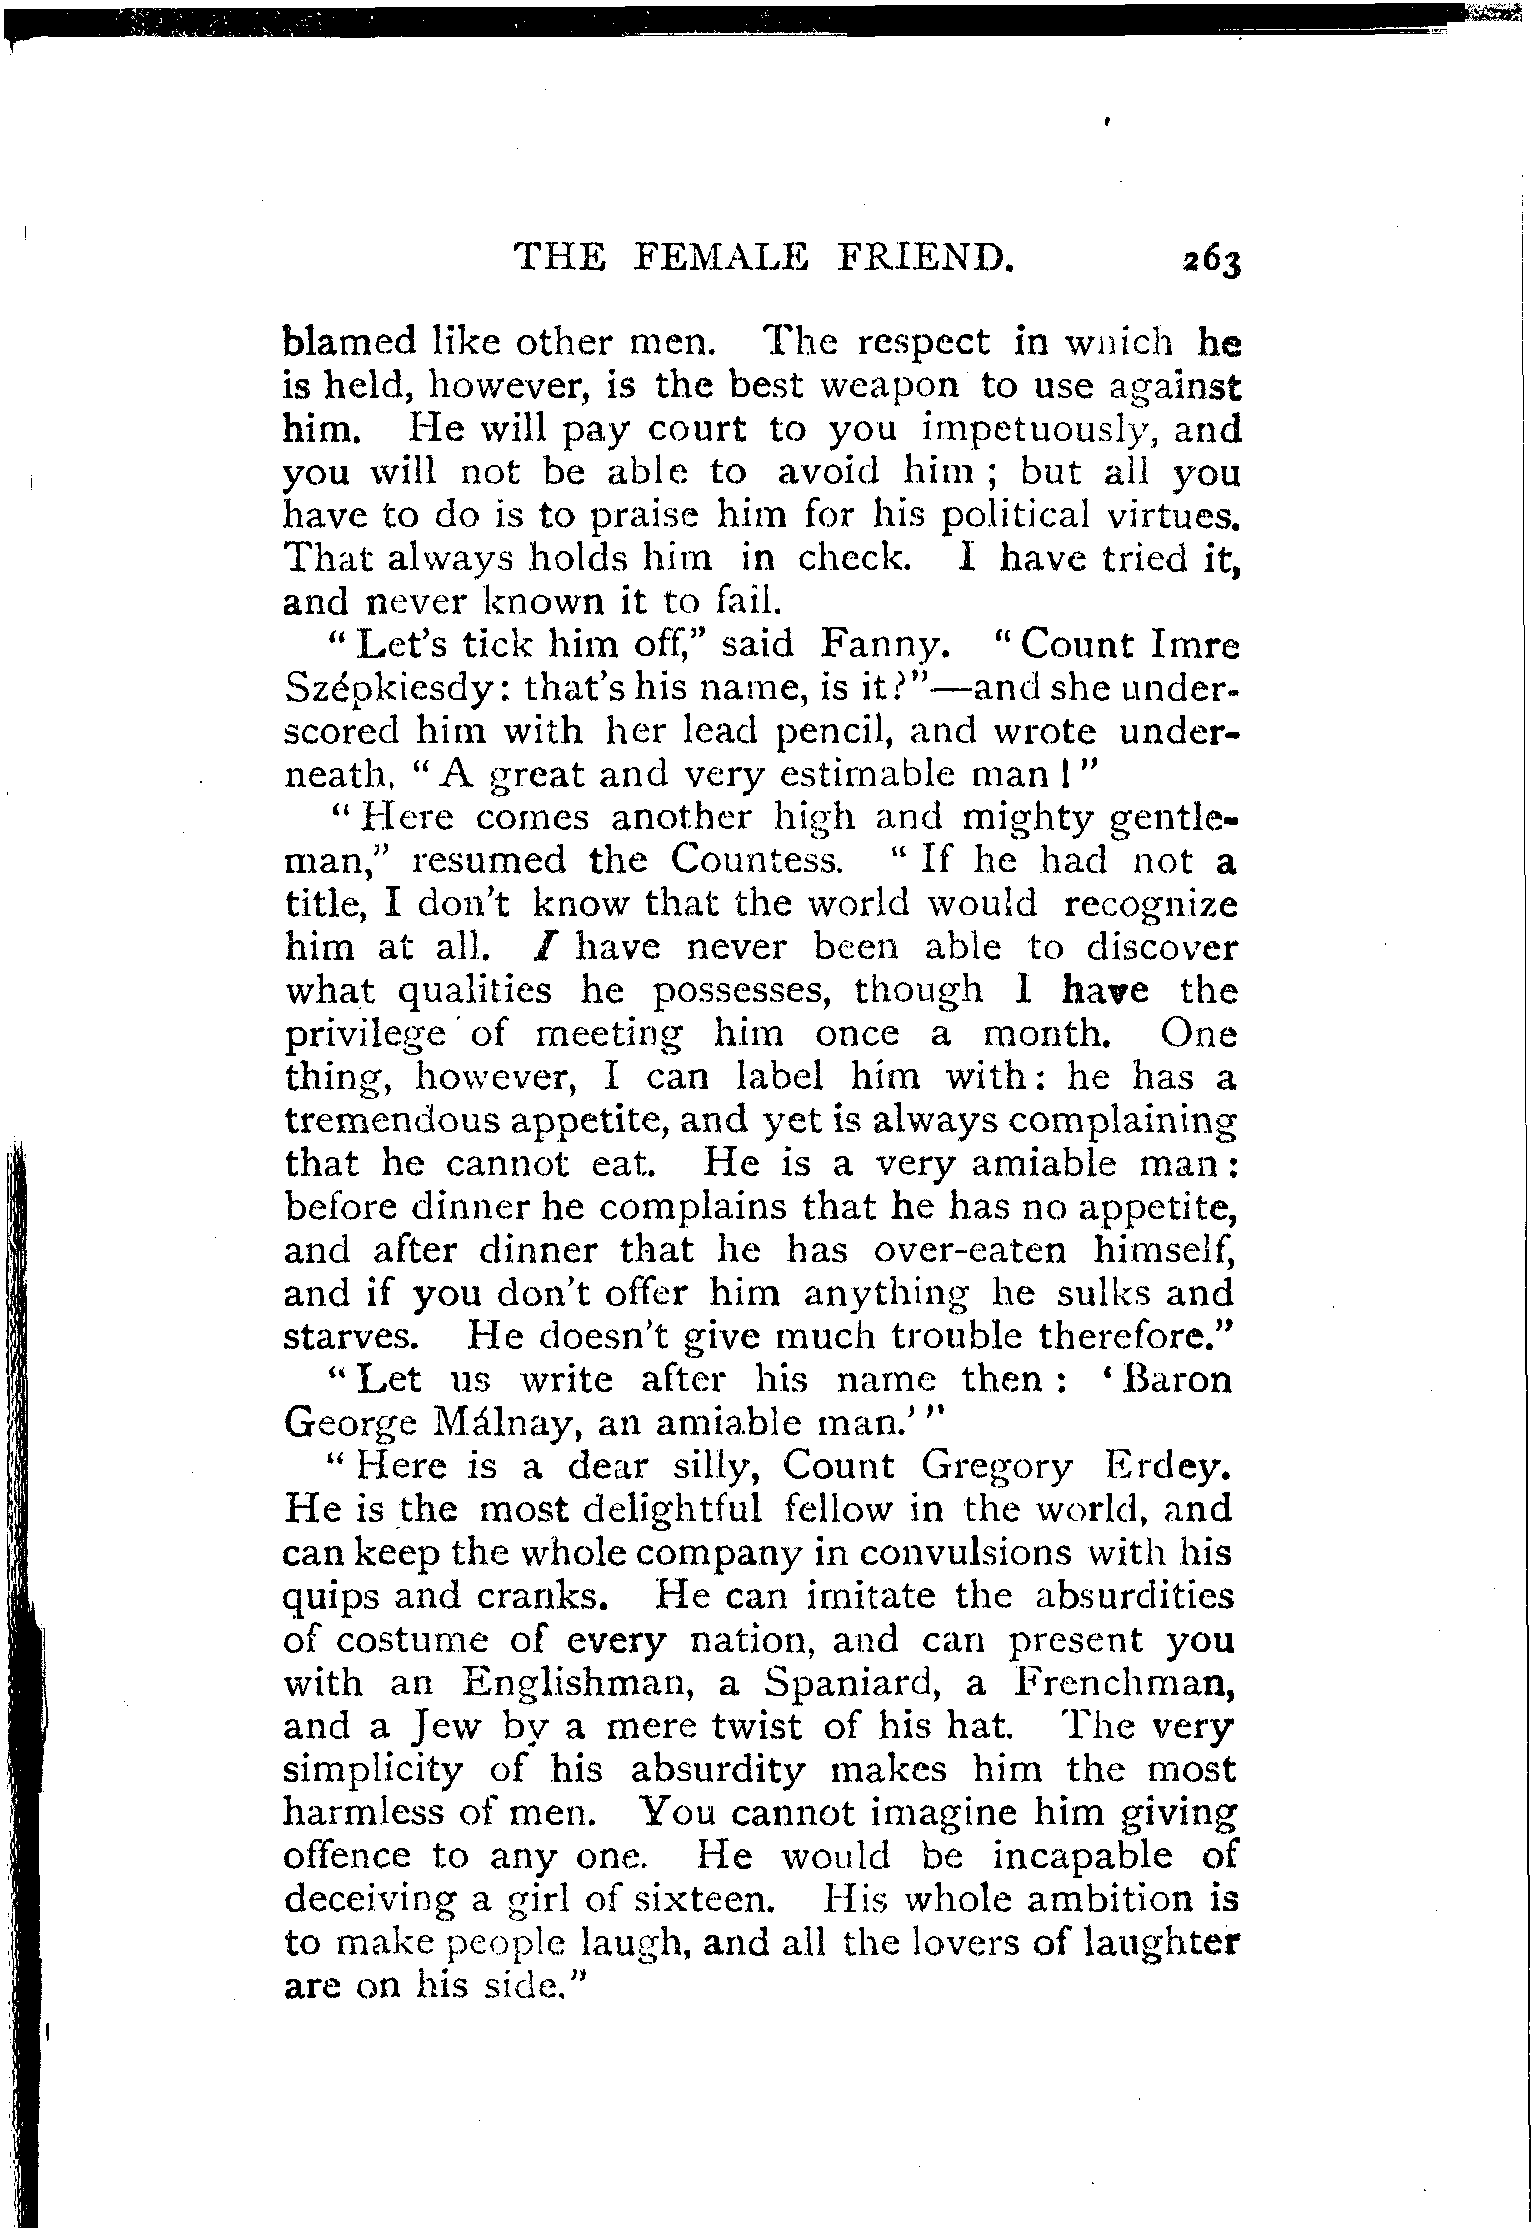 THE FEMALE FRIEND. 263
blamed like other men. The respect in which he
is held, however, is the best weapon to use against
him. He will pay court to you impetuously, and
you will not be able to avoid him ; but all you
have to do is to praise him for his political virtues.
That always holds him in check. I have tried it,
and never known it to fail.
“ Let’s tick him off,” said Fanny. “ Count Imre
Szépkiesdy: that’s his name, is it?”—and she under-
scored him with her lead pencil, and wrote under-
neath, “ A great and very estimable man ! ”
“ Here comes another high and mighty gentle-
man,” resumed the Countess. “ If he had not a
title, I don’t know that the world would recognize
him at all. I have never been able to discover
what qualities he possesses, though I have the
privilege of meeting him once a month. One
thing, however, I can label him with: he has a
tremendous appetite, and yet is always complaining
that he cannot eat. He is a very amiable man:
before dinner he complains that he has no appetite,
and after dinner that he has over-eaten himself,
and if you don’t offer him anything he sulks and
starves. He doesn’t give much trouble therefore.”
“ Let us write after his name then : ‘ Baron
George Málnay, an amiable man.’ ”
“ Here is a dear silly, Count Gregory Erdey.
He is the most delightful fellow in the world, and
can keep the whole company in convulsions with his
quips and cranks. He can imitate the absurdities
of costume of every nation, and can present you
with an Englishman, a Spaniard, a Frenchman,
and a Jew by a mere twist of his hat. The very
simplicity of his absurdity makes him the most
harmless of men. You cannot imagine him giving
offence to any one. He would be incapable of
deceiving a girl of sixteen. His whole ambition is
to make people laugh, and all the lovers of laughter
are on his side.”